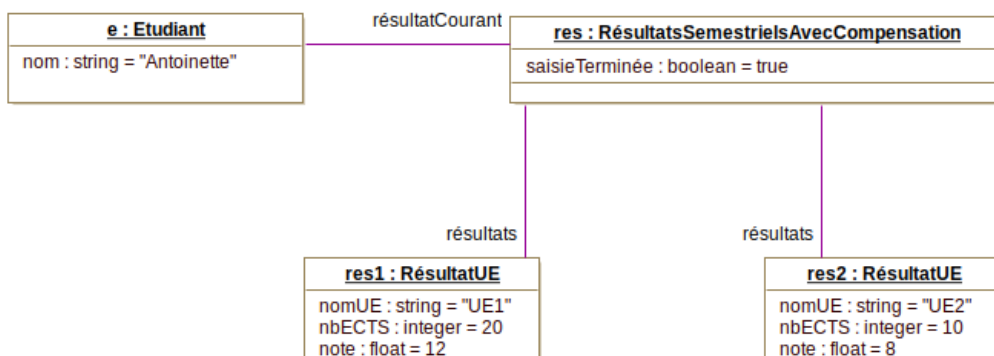 résultatCourant
e : Etudiant
nom : string = "Antoinette"
res : RésultatsSemestrielsAvecCompensation
saisieTerminée : boolean = true
résultats
résultats
res1 : RésultatUE
nomUE : string = "UE1"
nbECTS : integer = 20
note : float = 12
res2 : RésultatUE
nomUE : string = "UE2"
nbECTS : integer = 10
note : float = 8